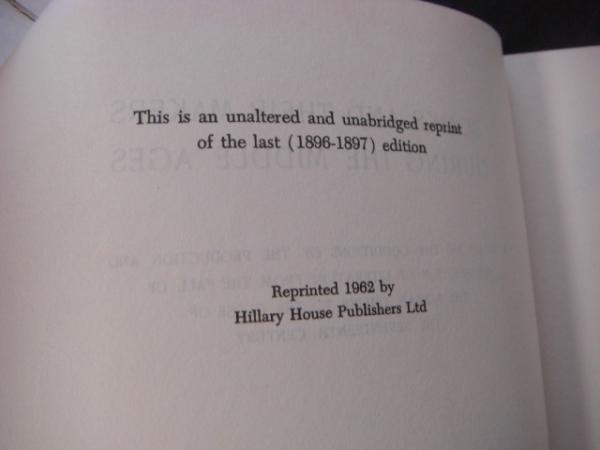 This is an unaltered and unabridged reprint
of the last (1896-1897) edition
Reprinted 1962 by
Hillary House Publishers Ltd